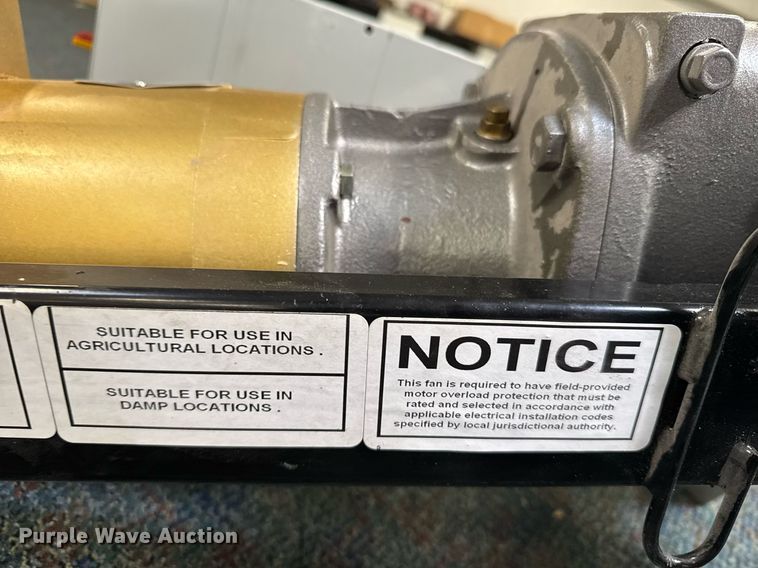 SUITABLE FOR USE IN
AGRICULTURAL LOCATIONS .
SUITABLE FOR USE IN
DAMP LOCATIONS .
NOTICE
This fan is required to have field-provided
motor overload protection that must be
rated and selected in accordance with
applicable electrical installation codes
specified by local jurisdictional authority.
Purple Wave Auction